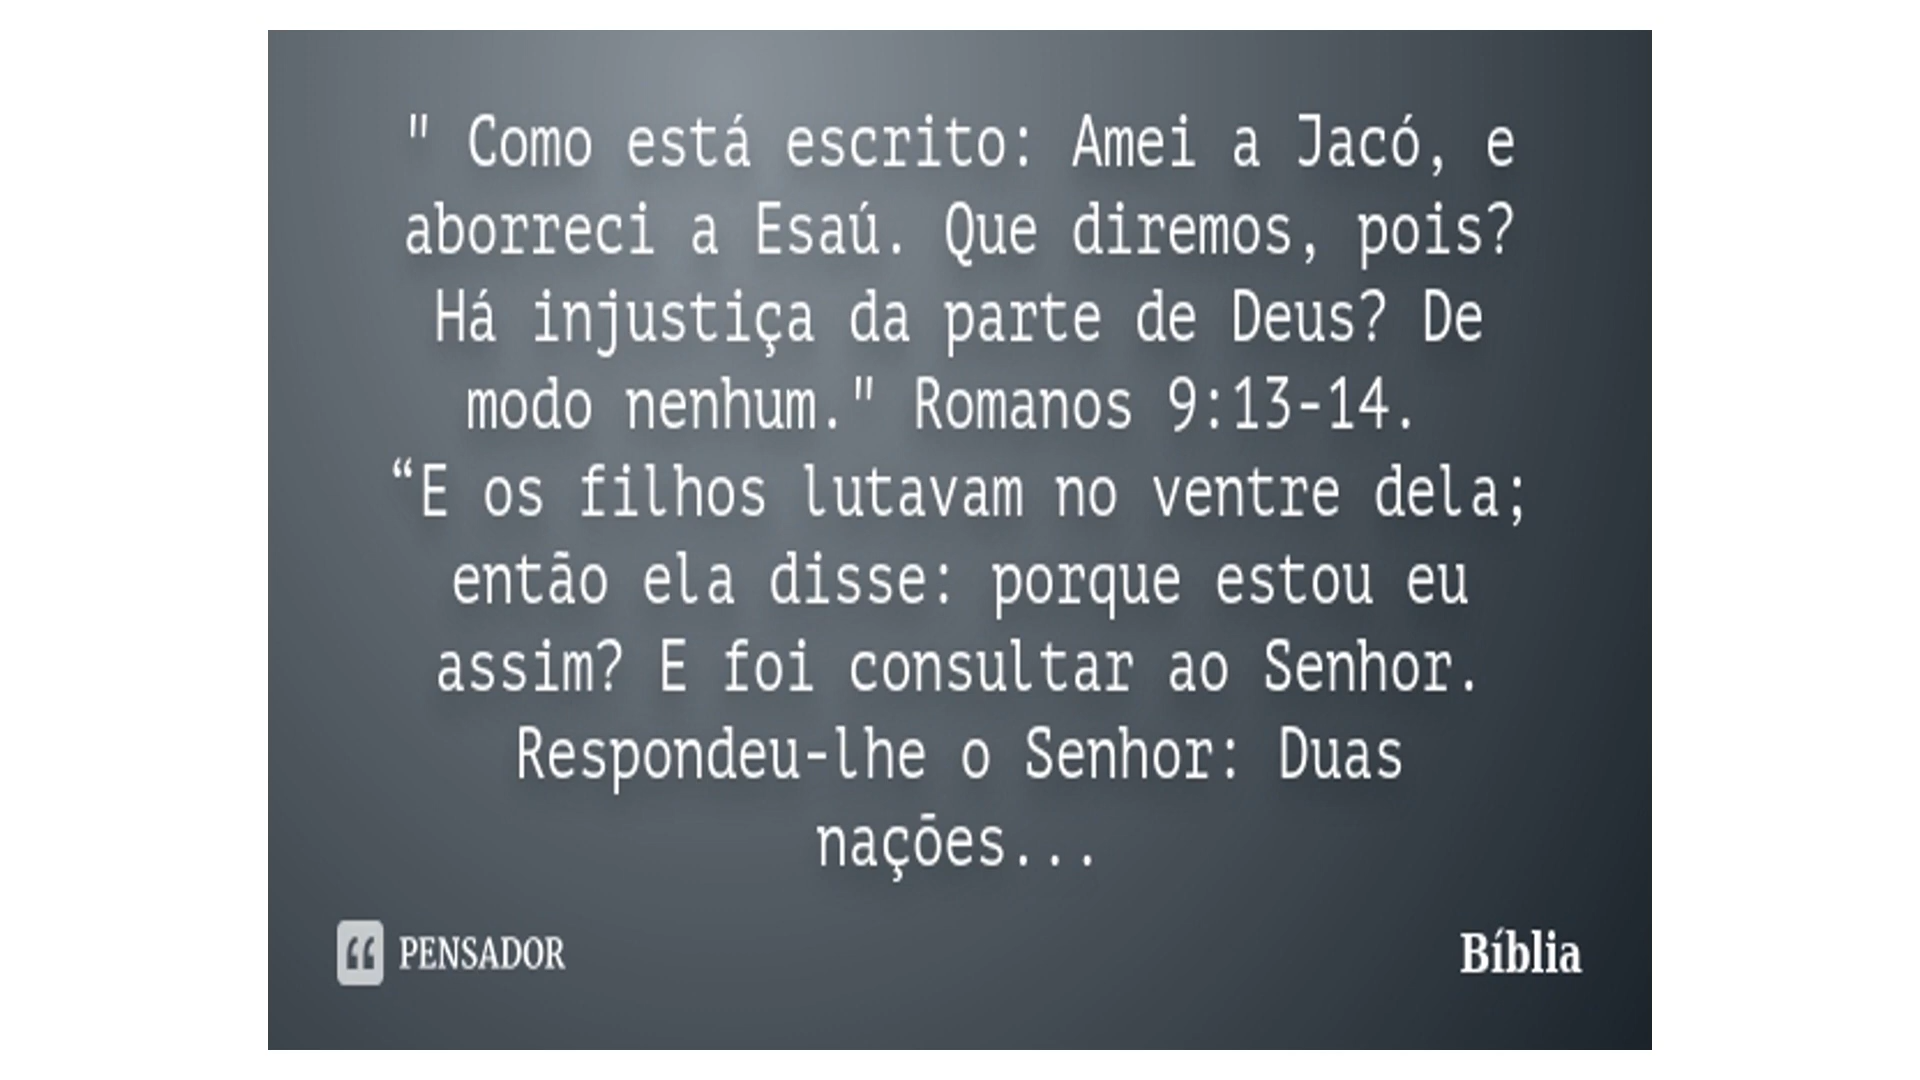 " Como está escrito: Amei a Jacó, e
aborreci a Esaú. Que diremos, pois?
Há injustiça da parte de Deus? De
modo nenhum." Romanos 9:13-14.
“E os filhos lutavam no ventre dela;
então ela disse: porque estou eu
assim? E foi consultar ao Senhor.
Respondeu-lhe o Senhor: Duas
nações...
PENSADOR
Bíblia